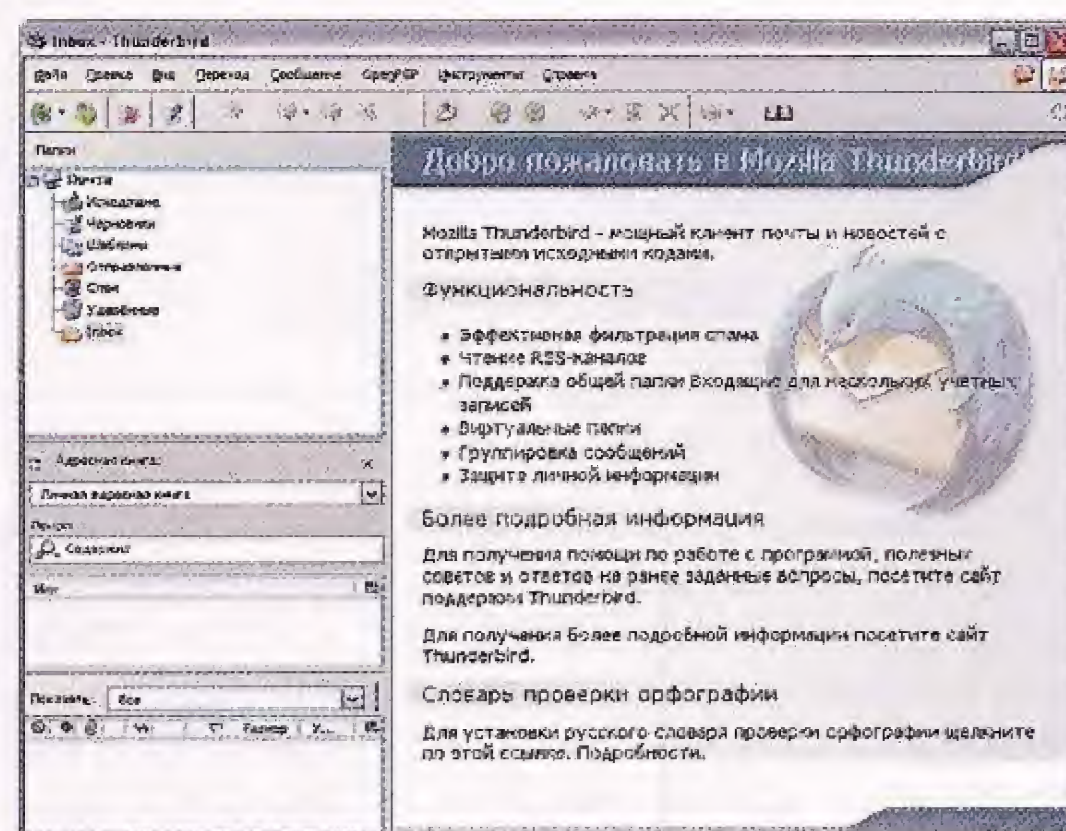 Inbox - Thunderbird
Файл Правка Вид Переход Сообщение OpenPGP Инструменты Справка
Папки
Добро пожаловать в Mozilla Thunderbird
Почта
Исходящие
Черновики
Шаблоны
Отправленные
Спам
Удалённые
Inbox
Mozilla Thunderbird - мощный клиент почты и новостей с
открытыми исходными кодами.
Функциональность
Эффективная фильтрация спама
Чтение RSS-каналов
Поддержка общей папки Входящие для нескольких учетных
записей
Виртуальные папки
Группировка сообщений
Защита личной информации
Адресная книга:
Личная адресная книга
Содержит
Имя
Более подробная информация
Для получения помощи по работе с программой, полезных
советов и ответов на ранее заданные вопросы, посетите сайт
поддержки Thunderbird.
Для получения более подробной информации посетите сайт
Thunderbird.
Показать: Все
Размер У...
Словарь проверки орфографии
Для установки русского словаря проверки орфографии щелкните
по этой ссылке. Подробности.